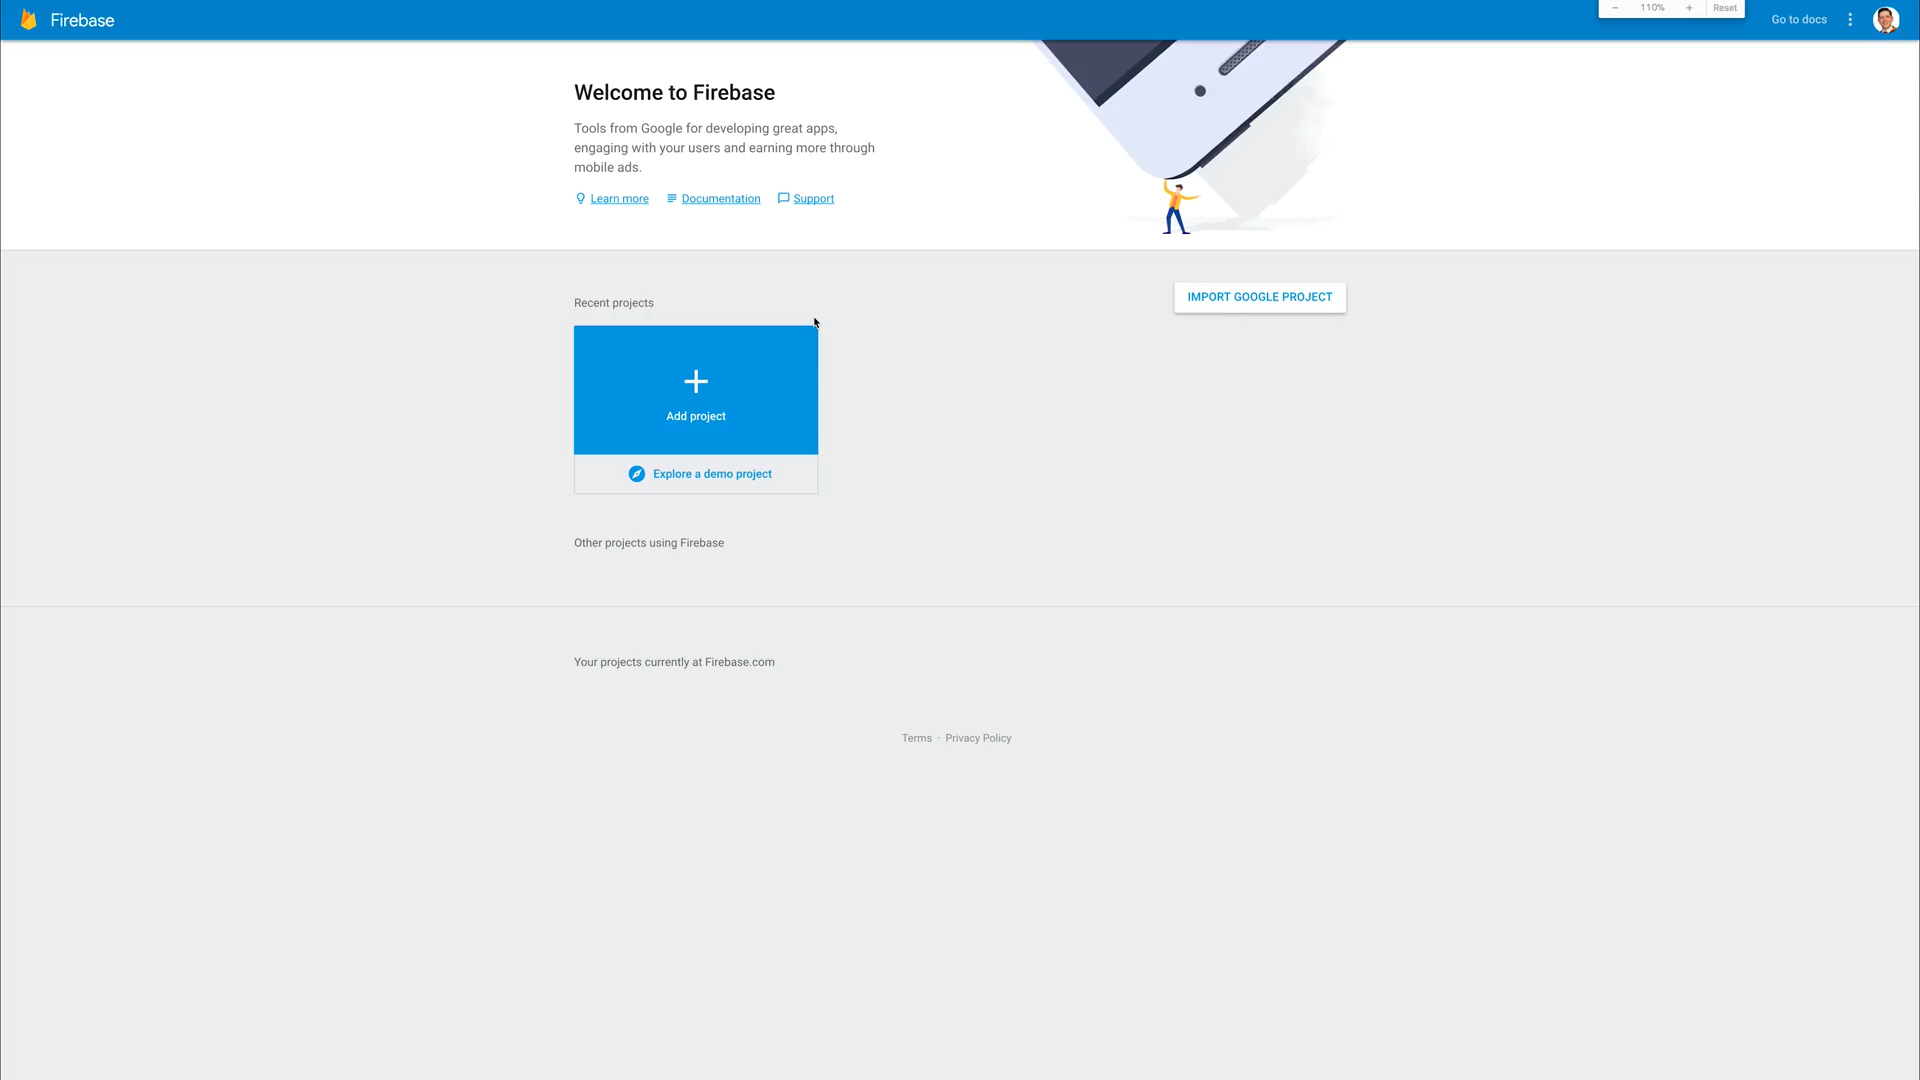 Firebase
− 110% + Reset
Go to docs
Welcome to Firebase
Tools from Google for developing great apps,
engaging with your users and earning more through
mobile ads.
Learn more Documentation Support
Recent projects
IMPORT GOOGLE PROJECT
Add project
Explore a demo project
Other projects using Firebase
Your projects currently at Firebase.com
Terms · Privacy Policy